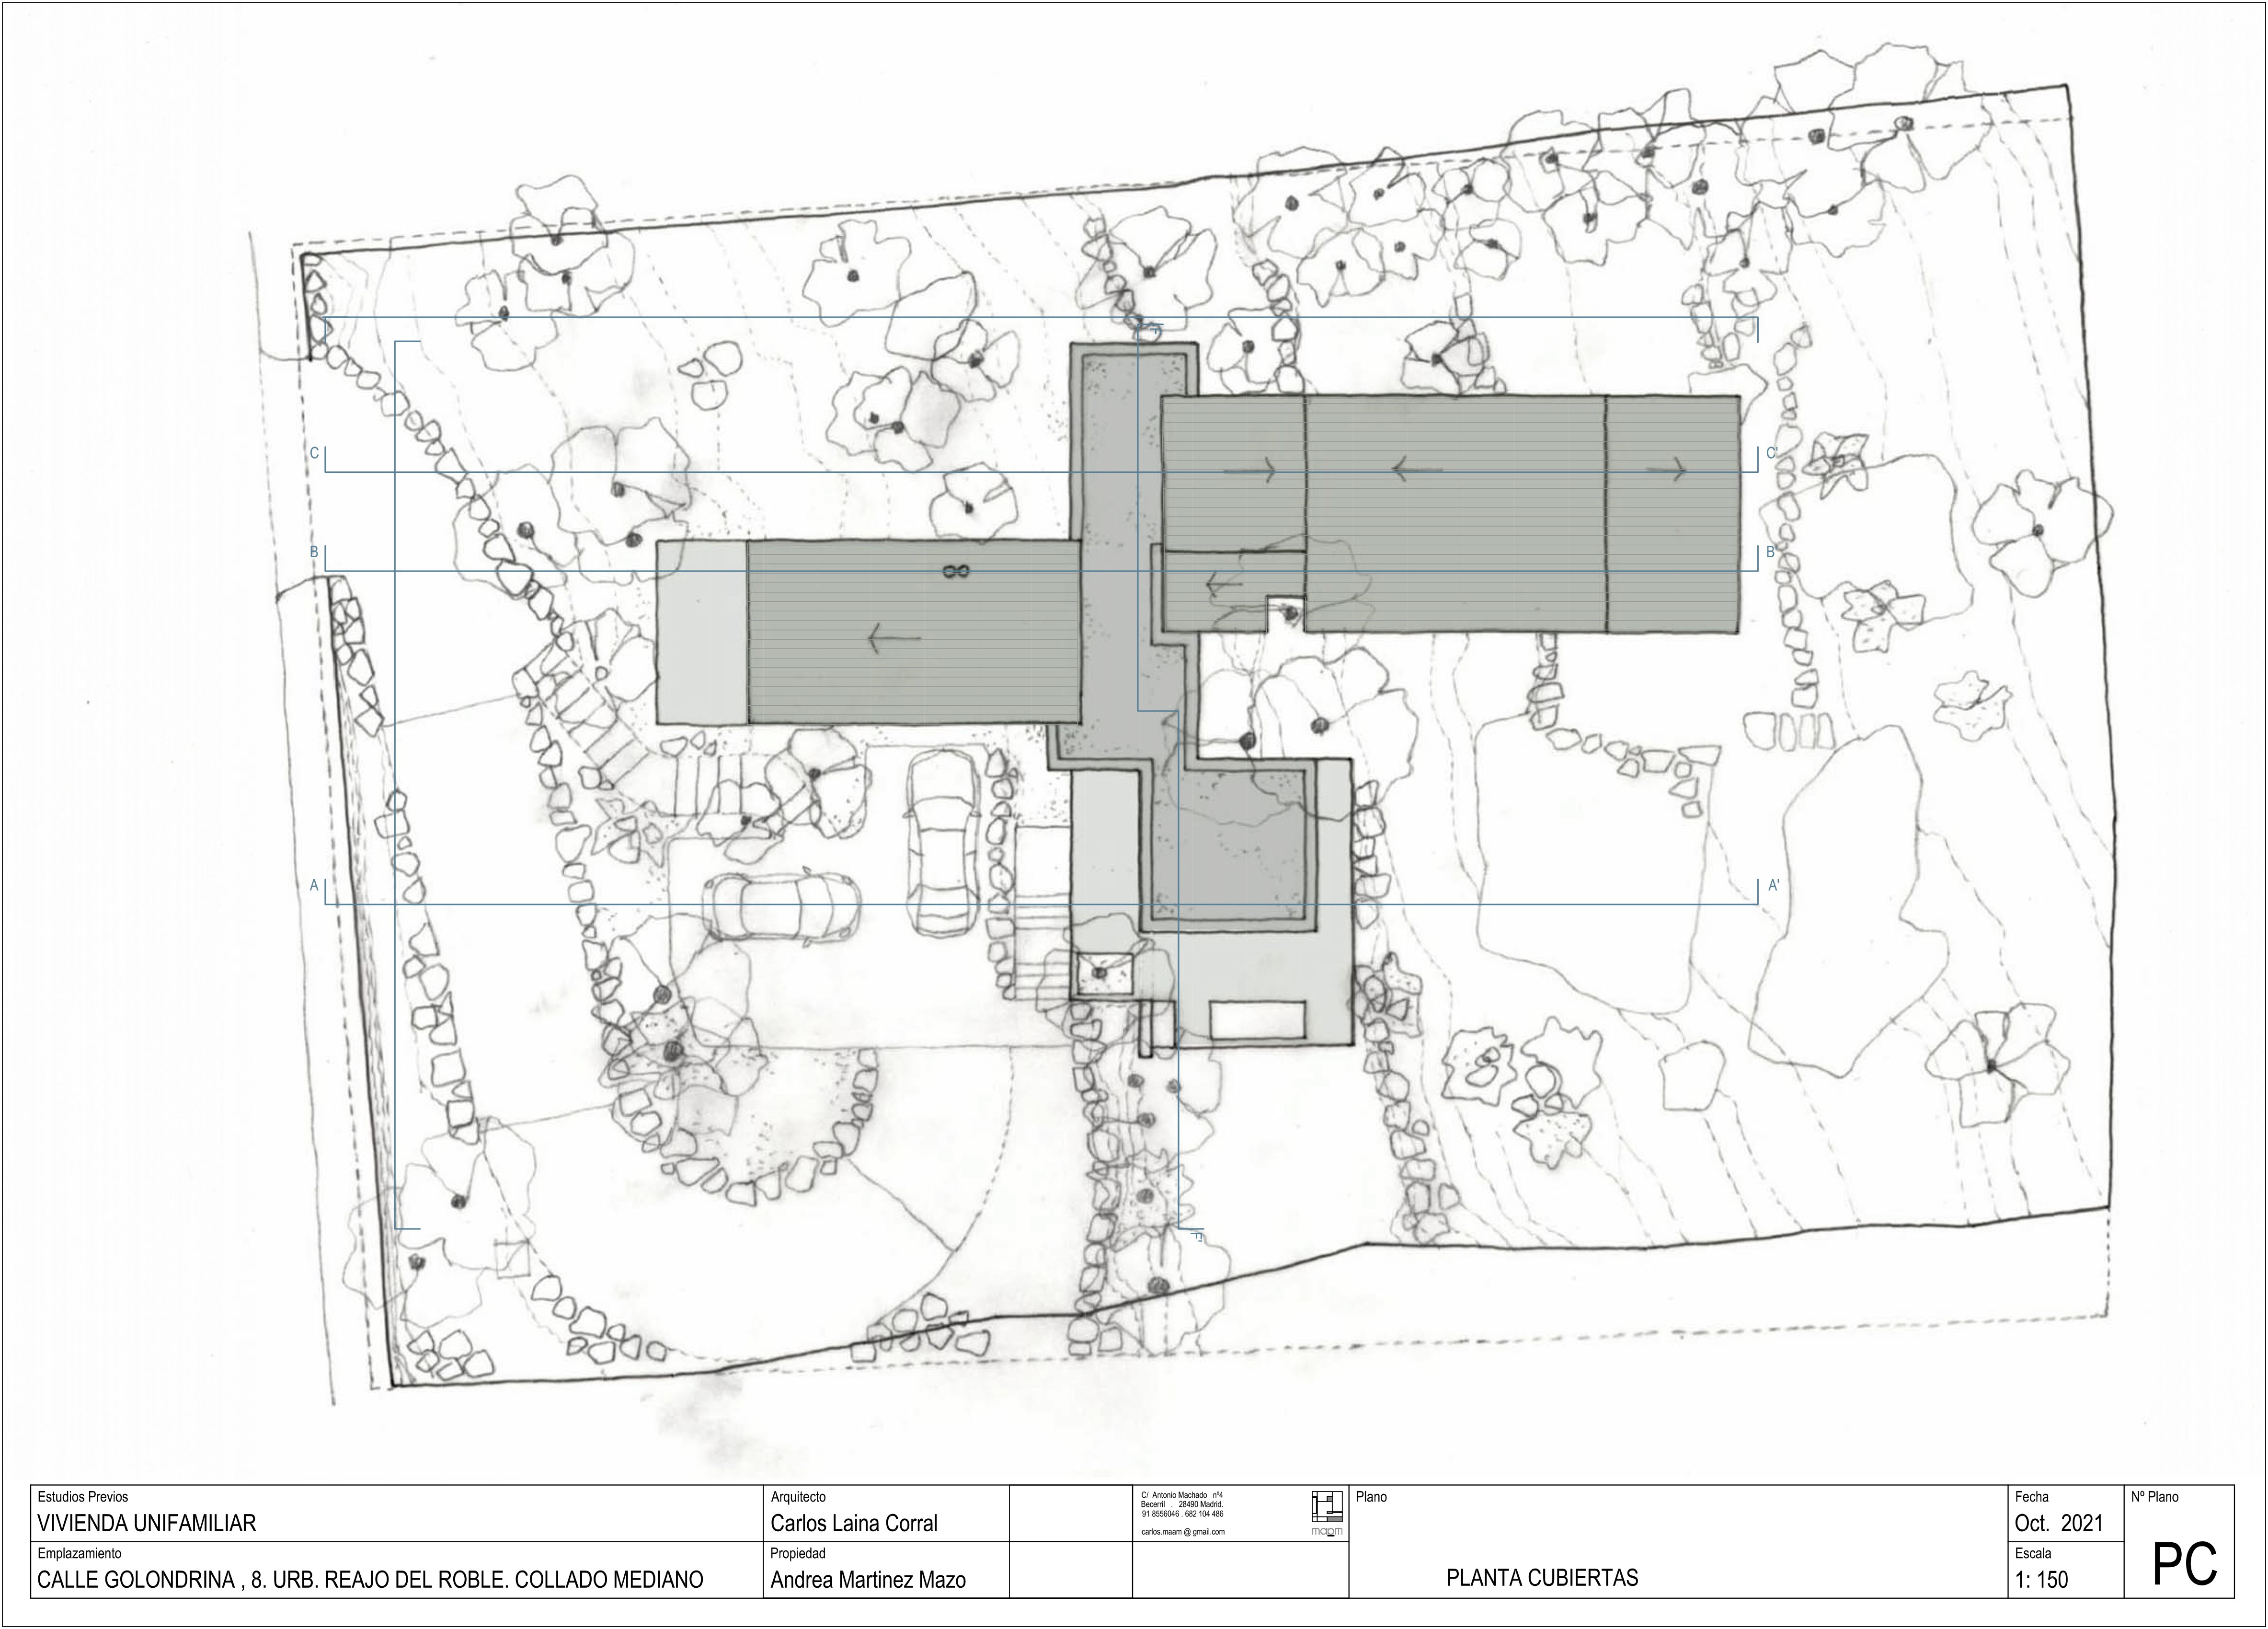 F
C
C'
B
B'
A
A'
F'
Estudios Previos
VIVIENDA UNIFAMILIAR
Emplazamiento
CALLE GOLONDRINA , 8. URB. REAJO DEL ROBLE. COLLADO MEDIANO
Arquitecto
Carlos Laina Corral
Propiedad
Andrea Martinez Mazo
C/ Antonio Machado nº4
Becerril . 28490 Madrid.
91 8556046 . 682 104 486
carlos.maam @ gmail.com
maam
Plano
PLANTA CUBIERTAS
Fecha
Oct. 2021
Escala
1: 150
Nº Plano
PC